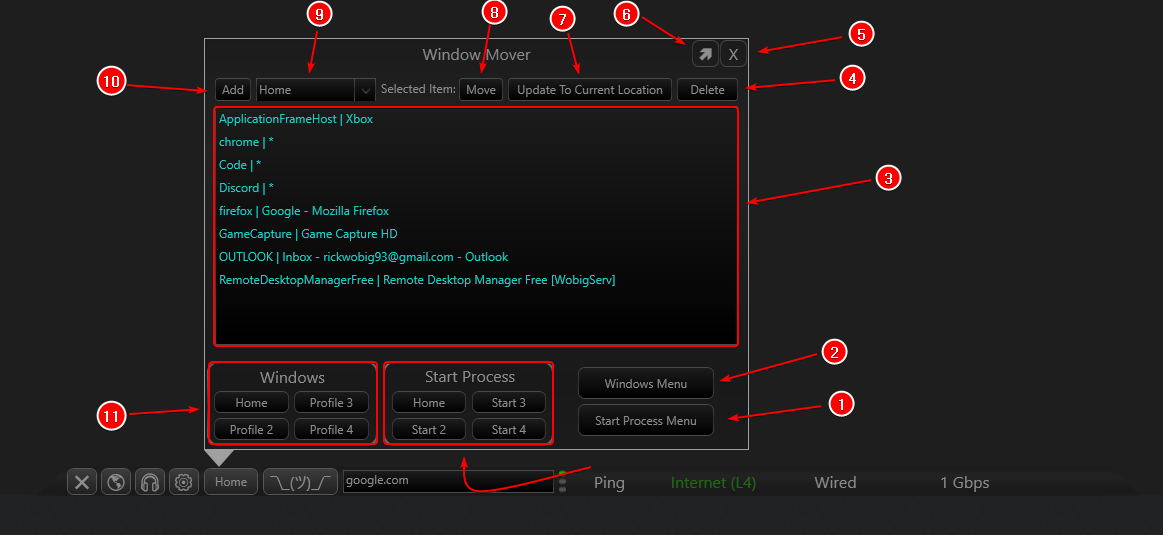 9
8
7
6
5
Window Mover
X
10
Add
Home
Selected Item:
Move
Update To Current Location
Delete
4
ApplicationFrameHost | Xbox
chrome | *
Code | *
3
Discord | *
firefox | Google - Mozilla Firefox
GameCapture | Game Capture HD
OUTLOOK | Inbox - rickwobig93@gmail.com - Outlook
RemoteDesktopManagerFree | Remote Desktop Manager Free [WobigServ]
2
Windows
Start Process
Windows Menu
11
Home
Profile 3
Home
Start 3
1
Profile 2
Profile 4
Start 2
Start 4
Start Process Menu
Home
¯\_(ツ)_/¯
google.com
Ping
Internet (L4)
Wired
1 Gbps